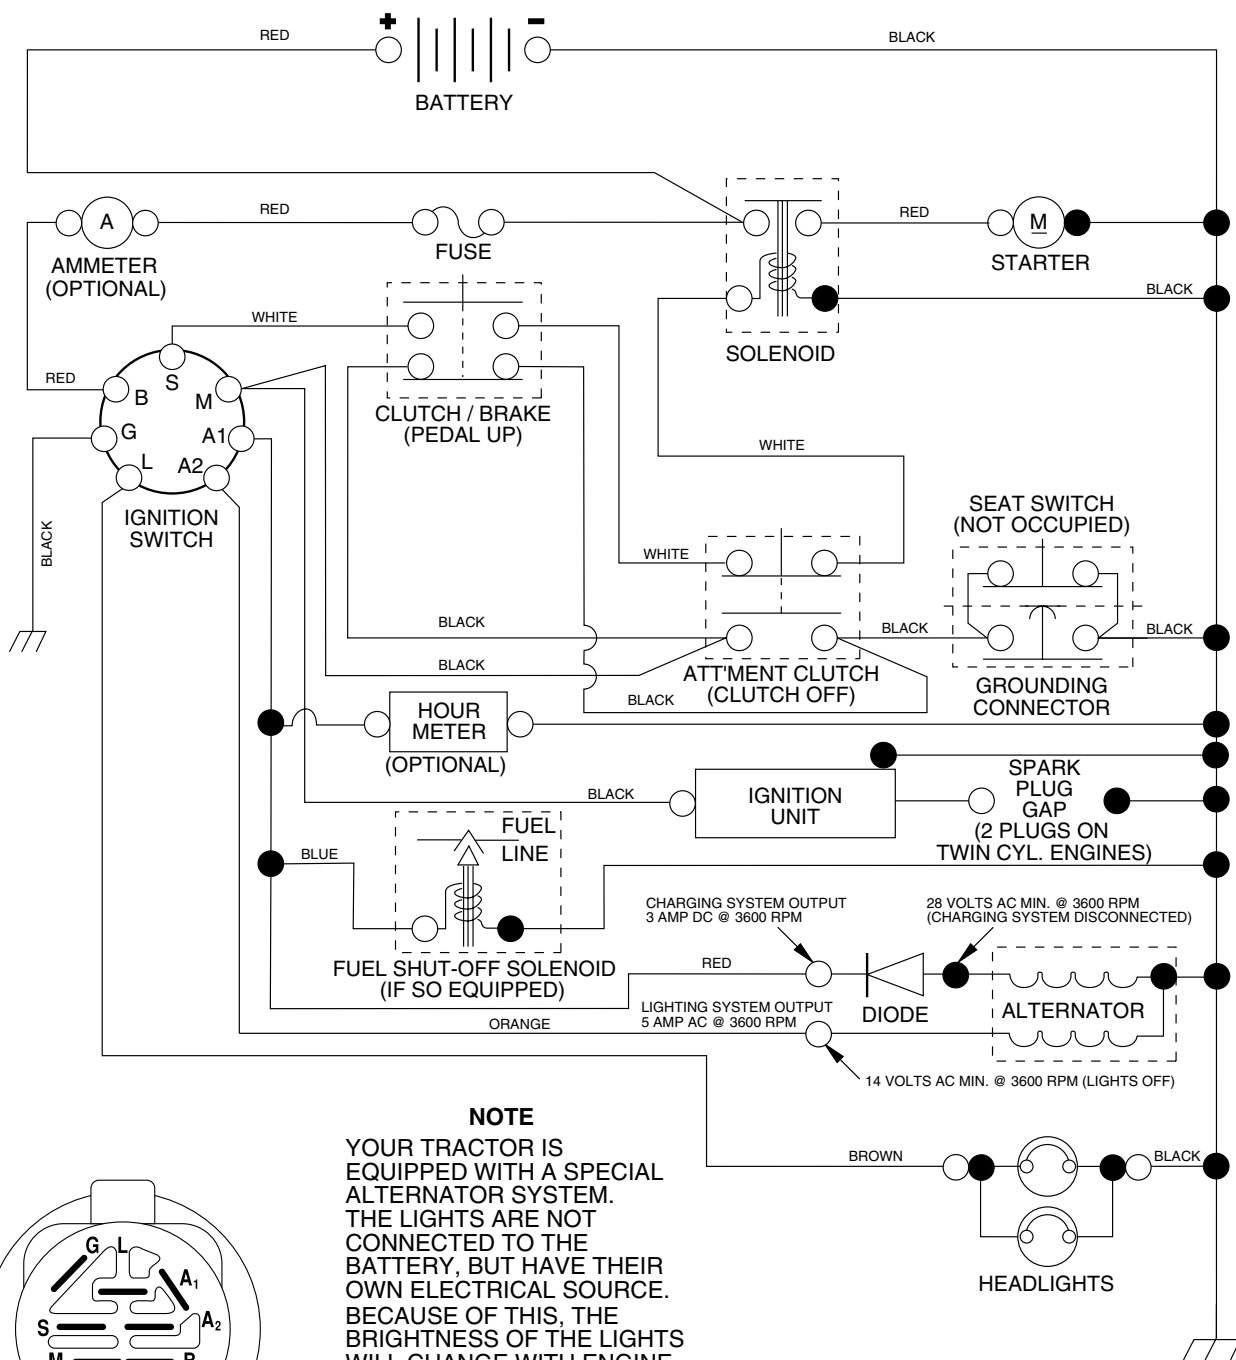 + −
RED
BLACK
BATTERY
RED
A
AMMETER
(OPTIONAL)
FUSE
RED
M
STARTER
BLACK
SOLENOID
WHITE
RED
S
B
M
G
A1
L
A2
IGNITION
SWITCH
BLACK
CLUTCH / BRAKE
(PEDAL UP)
WHITE
SEAT SWITCH
(NOT OCCUPIED)
WHITE
BLACK
BLACK
BLACK
BLACK
ATT'MENT CLUTCH
(CLUTCH OFF)
BLACK
GROUNDING
CONNECTOR
HOUR
METER
(OPTIONAL)
BLACK
IGNITION
UNIT
SPARK
PLUG
GAP
(2 PLUGS ON
TWIN CYL. ENGINES)
FUEL
LINE
BLUE
FUEL SHUT-OFF SOLENOID
(IF SO EQUIPPED)
CHARGING SYSTEM OUTPUT
3 AMP DC @ 3600 RPM
28 VOLTS AC MIN. @ 3600 RPM
(CHARGING SYSTEM DISCONNECTED)
RED
DIODE
ALTERNATOR
LIGHTING SYSTEM OUTPUT
5 AMP AC @ 3600 RPM
ORANGE
14 VOLTS AC MIN. @ 3600 RPM (LIGHTS OFF)
BROWN
BLACK
HEADLIGHTS
NOTE
YOUR TRACTOR IS
EQUIPPED WITH A SPECIAL
ALTERNATOR SYSTEM.
THE LIGHTS ARE NOT
CONNECTED TO THE
BATTERY, BUT HAVE THEIR
OWN ELECTRICAL SOURCE.
BECAUSE OF THIS, THE
BRIGHTNESS OF THE LIGHTS
WILL CHANGE WITH ENGINE
G L
A₁
A₂
S
M
B